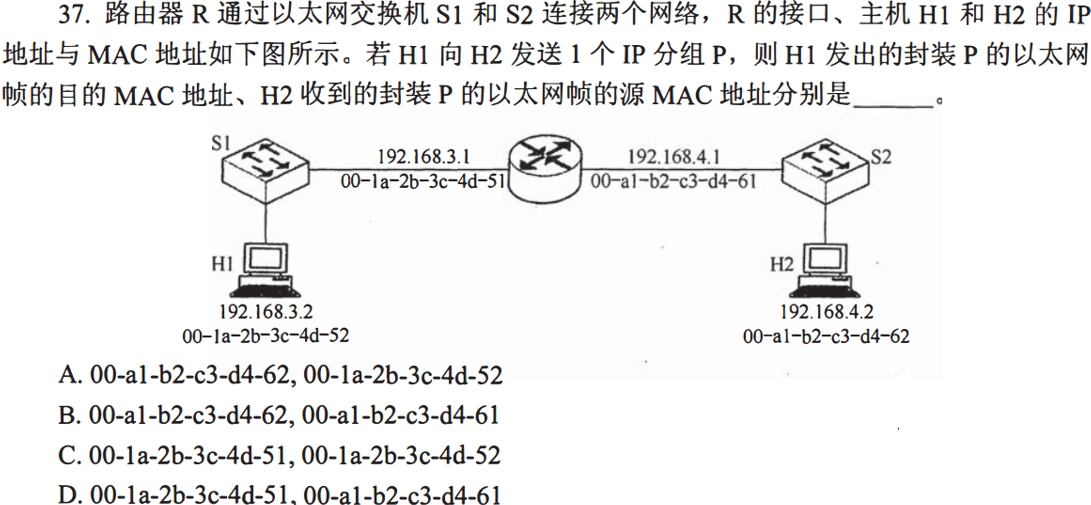 37. 路由器 R 通过以太网交换机 S1 和 S2 连接两个网络，R 的接口、主机 H1 和 H2 的 IP
地址与 MAC 地址如下图所示。若 H1 向 H2 发送 1 个 IP 分组 P，则 H1 发出的封装 P 的以太网
帧的目的 MAC 地址、H2 收到的封装 P 的以太网帧的源 MAC 地址分别是______。
S1
192.168.3.1
00-1a-2b-3c-4d-51
192.168.4.1
00-a1-b2-c3-d4-61
S2
H1
192.168.3.2
00-1a-2b-3c-4d-52
H2
192.168.4.2
00-a1-b2-c3-d4-62
A. 00-a1-b2-c3-d4-62, 00-1a-2b-3c-4d-52
B. 00-a1-b2-c3-d4-62, 00-a1-b2-c3-d4-61
C. 00-1a-2b-3c-4d-51, 00-1a-2b-3c-4d-52
D. 00-1a-2b-3c-4d-51, 00-a1-b2-c3-d4-61